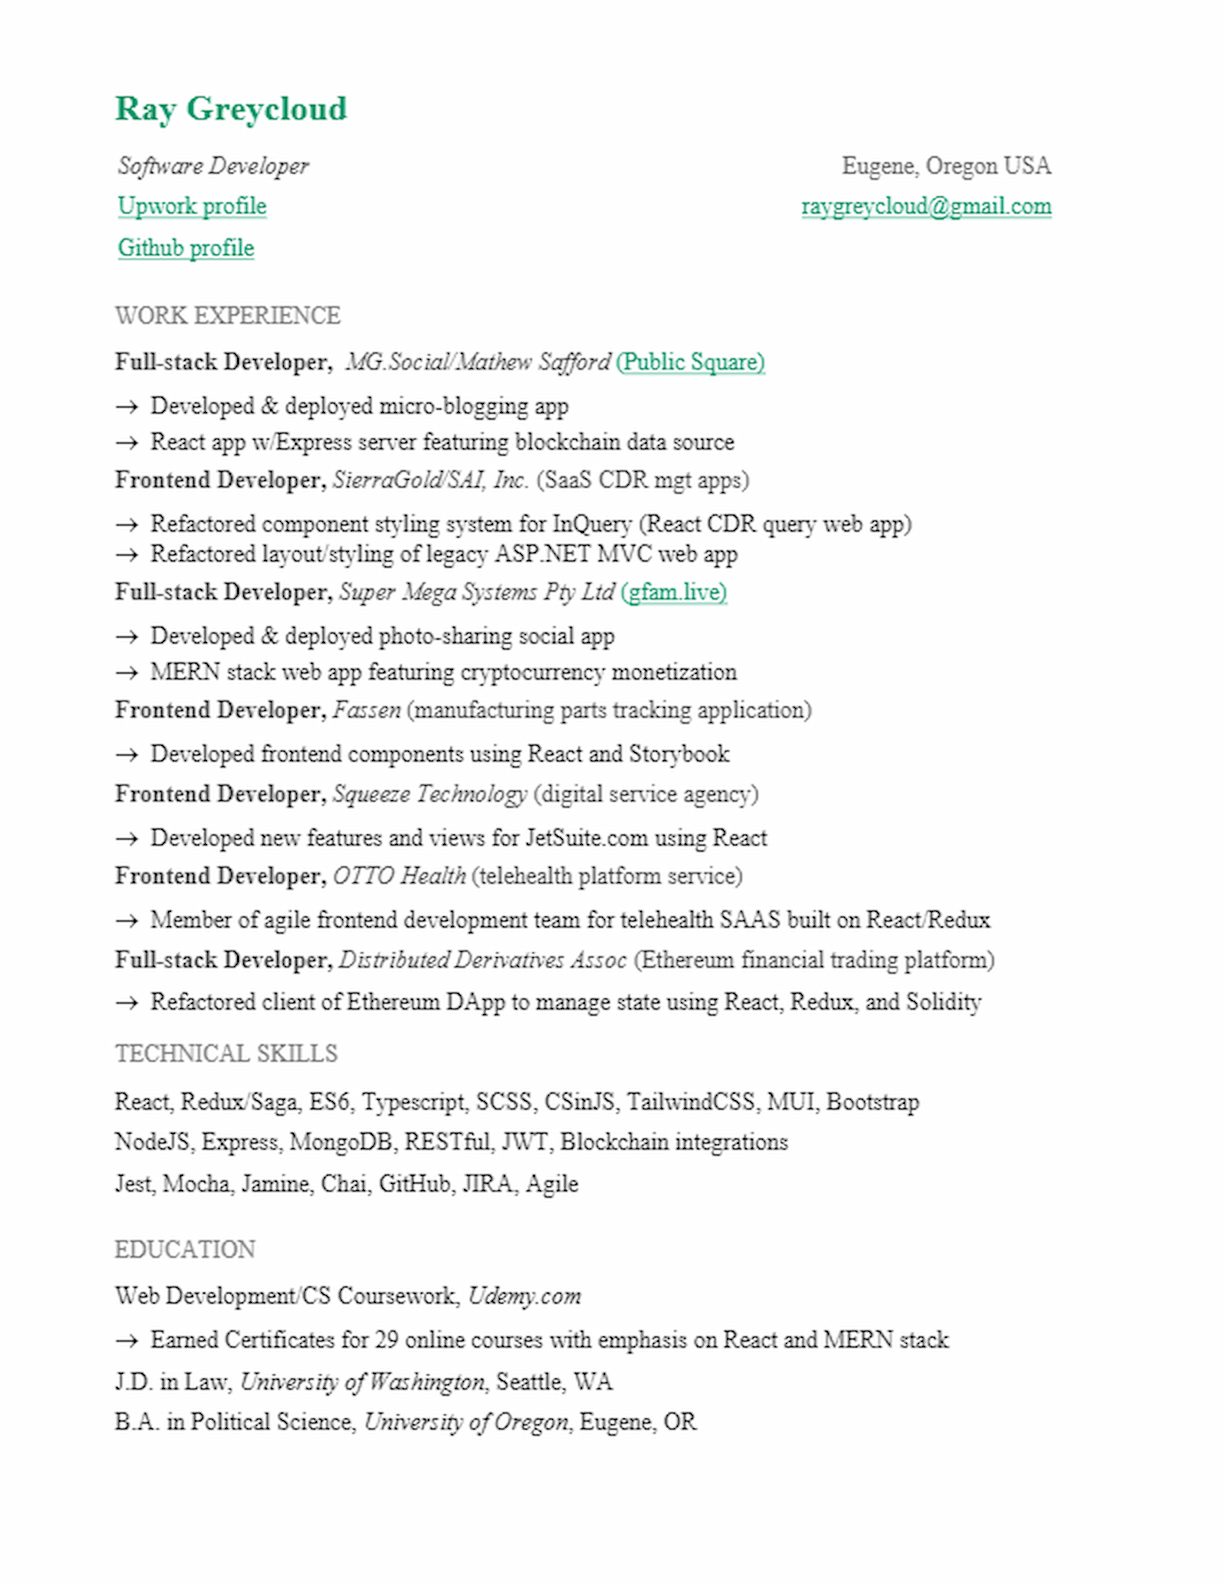 Ray Greycloud
Software Developer Eugene, Oregon USA
Upwork profile raygreycloud@gmail.com
Github profile
WORK EXPERIENCE
Full-stack Developer, MG.Social/Mathew Safford (Public Square)
→ Developed & deployed micro-blogging app
→ React app w/Express server featuring blockchain data source
Frontend Developer, SierraGold/SAI, Inc. (SaaS CDR mgt apps)
→ Refactored component styling system for InQuery (React CDR query web app)
→ Refactored layout/styling of legacy ASP.NET MVC web app
Full-stack Developer, Super Mega Systems Pty Ltd (gfam.live)
→ Developed & deployed photo-sharing social app
→ MERN stack web app featuring cryptocurrency monetization
Frontend Developer, Fassen (manufacturing parts tracking application)
→ Developed frontend components using React and Storybook
Frontend Developer, Squeeze Technology (digital service agency)
→ Developed new features and views for JetSuite.com using React
Frontend Developer, OTTO Health (telehealth platform service)
→ Member of agile frontend development team for telehealth SAAS built on React/Redux
Full-stack Developer, Distributed Derivatives Assoc (Ethereum financial trading platform)
→ Refactored client of Ethereum DApp to manage state using React, Redux, and Solidity
TECHNICAL SKILLS
React, Redux/Saga, ES6, Typescript, SCSS, CSinJS, TailwindCSS, MUI, Bootstrap
NodeJS, Express, MongoDB, RESTful, JWT, Blockchain integrations
Jest, Mocha, Jamine, Chai, GitHub, JIRA, Agile
EDUCATION
Web Development/CS Coursework, Udemy.com
→ Earned Certificates for 29 online courses with emphasis on React and MERN stack
J.D. in Law, University of Washington, Seattle, WA
B.A. in Political Science, University of Oregon, Eugene, OR